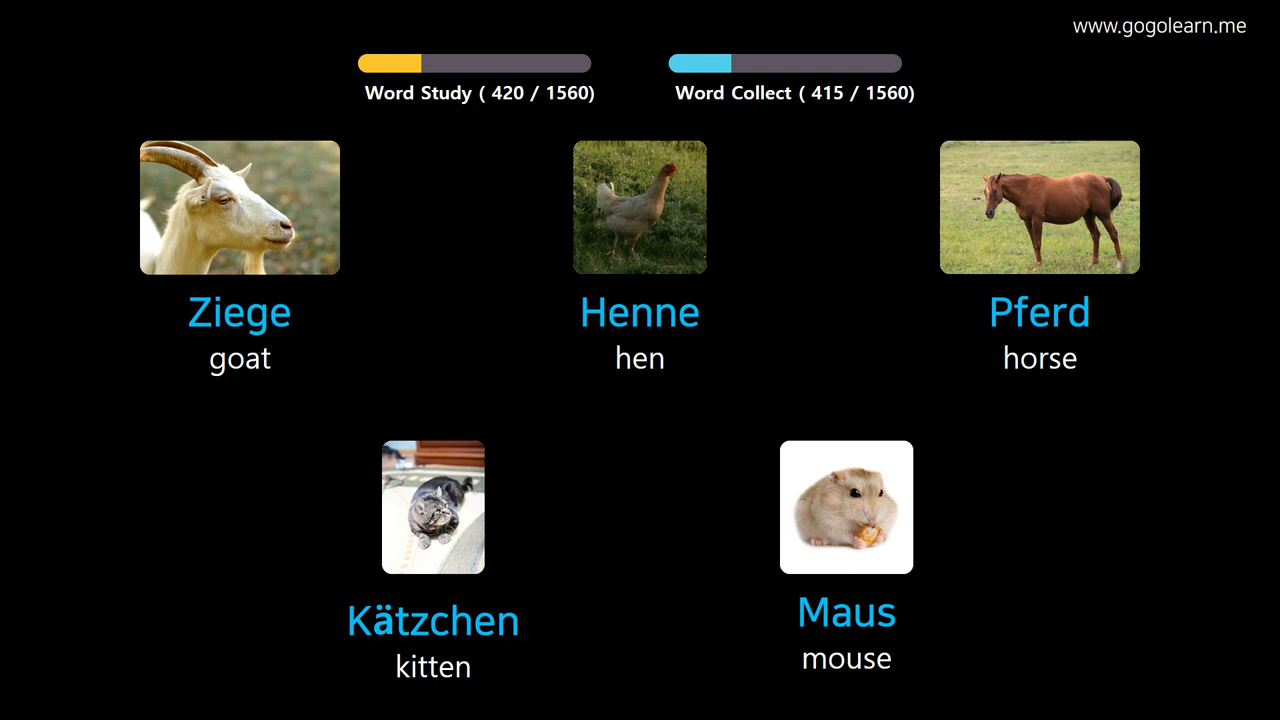 www.gogolearn.me
Word Study ( 420 / 1560)
Word Collect ( 415 / 1560)
Ziege
goat
Henne
hen
Pferd
horse
Kätzchen
kitten
Maus
mouse